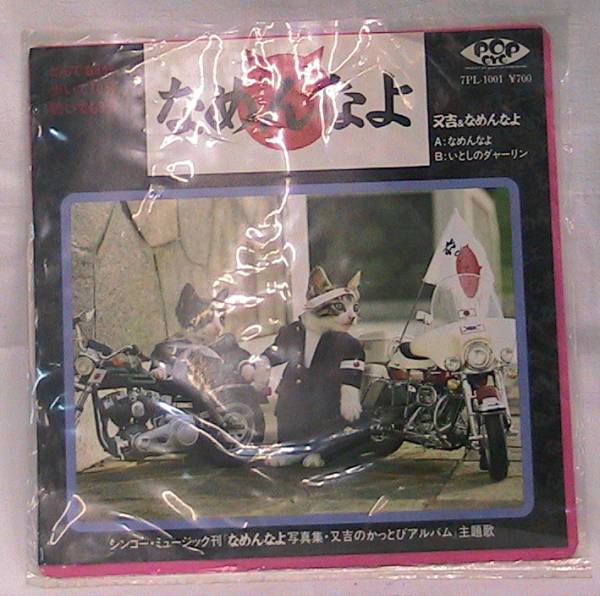 なめんなよ
POP
EYE
7PL-1001 ¥700
又吉&なめんなよ
A:なめんなよ
B:いとしのダーリン
シンコー・ミュージック刊「なめんなよ写真集・又吉のかっとびアルバム」主題歌